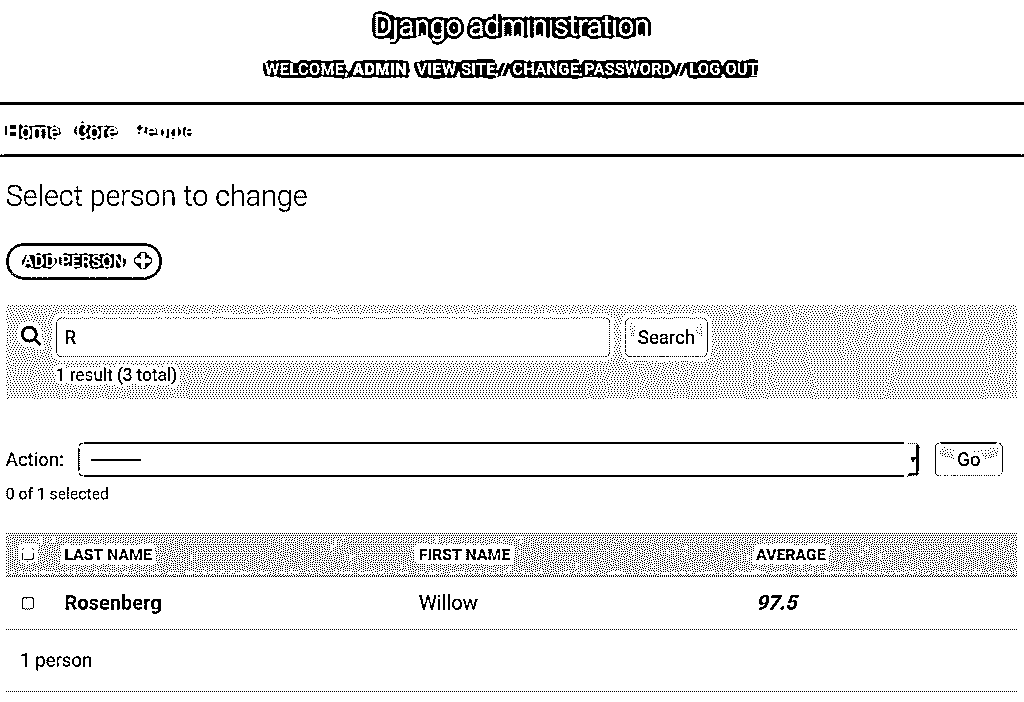 Django administration
WELCOME, ADMIN VIEW SITE / CHANGE PASSWORD / LOG OUT
Home Core People
Select person to change
ADD PERSON
R Search
1 result (3 total)
Action: --------- Go
0 of 1 selected
LAST NAME FIRST NAME AVERAGE
Rosenberg Willow 97.5
1 person